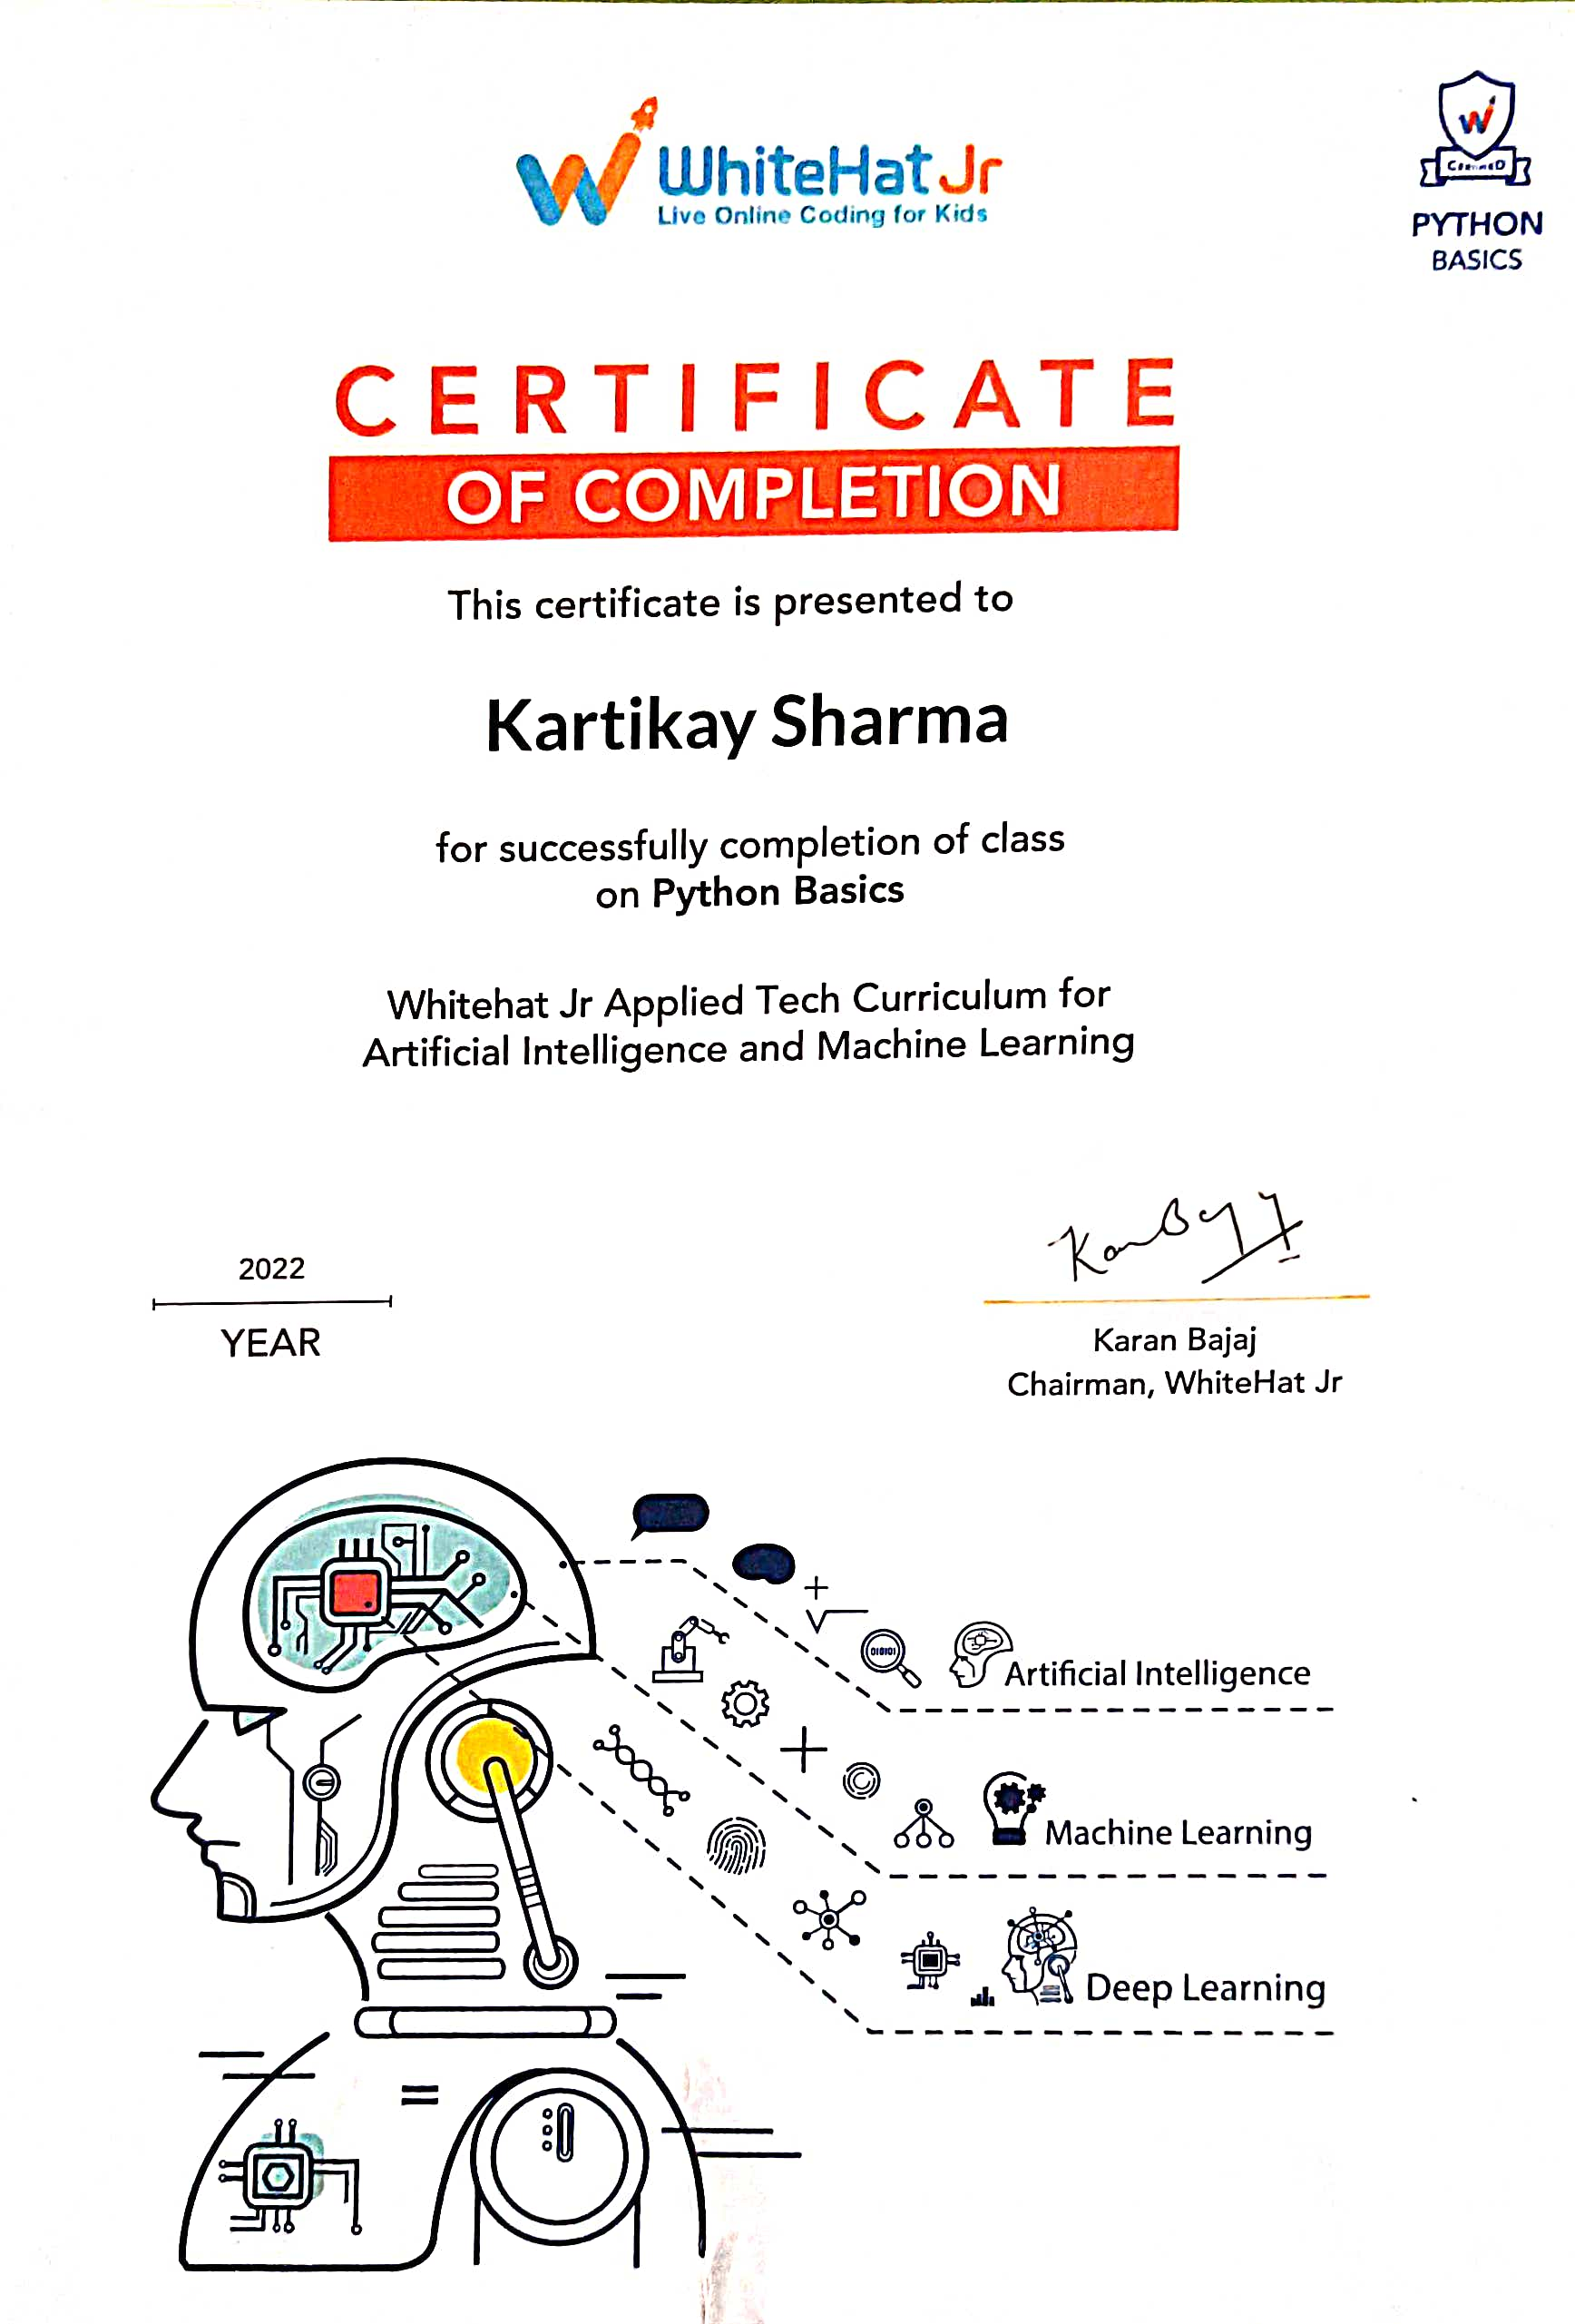 WhiteHat Jr
Live Online Coding for Kids
W
PYTHON
BASICS
CERTIFICATE
OF COMPLETION
This certificate is presented to
Kartikay Sharma
for successfully completion of class
on Python Basics
Whitehat Jr Applied Tech Curriculum for
Artificial Intelligence and Machine Learning
2022
YEAR
Karan Bajaj
Chairman, WhiteHat Jr
010101
Artificial Intelligence
Machine Learning
Deep Learning